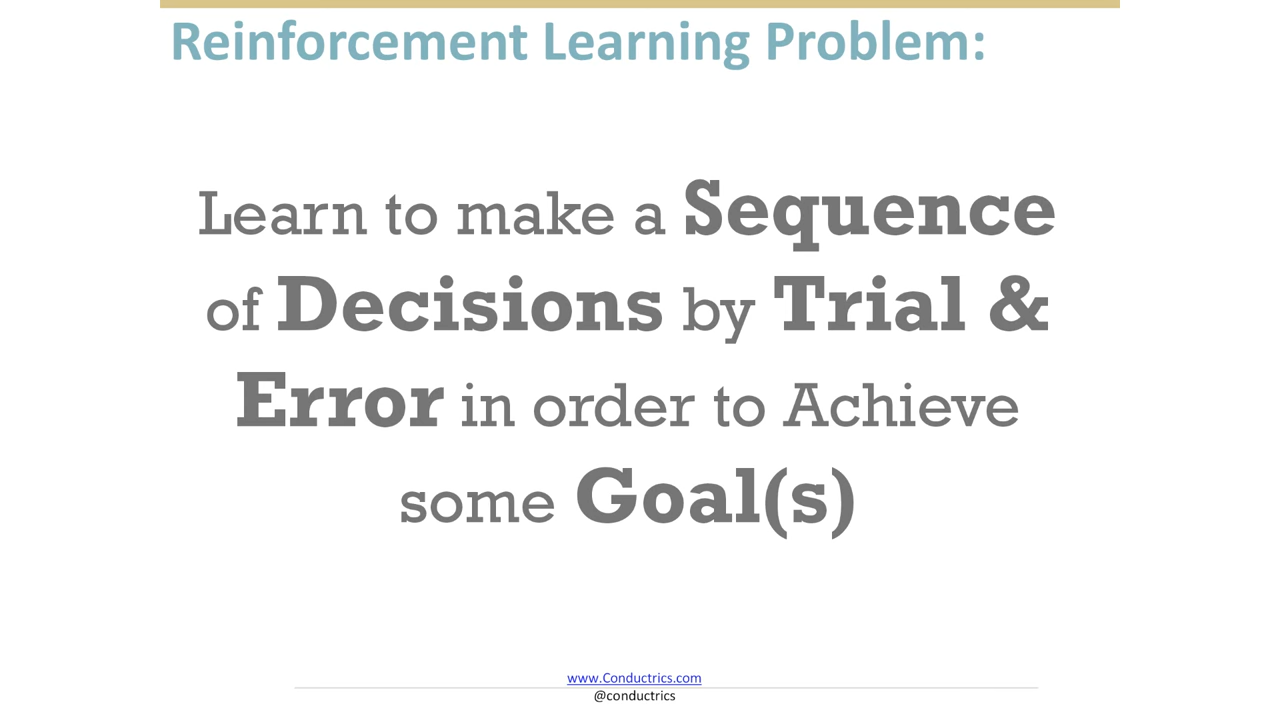 Reinforcement Learning Problem:
Learn to make a Sequence
of Decisions by Trial &
Error in order to Achieve
some Goal(s)
www.Conductrics.com
@conductrics